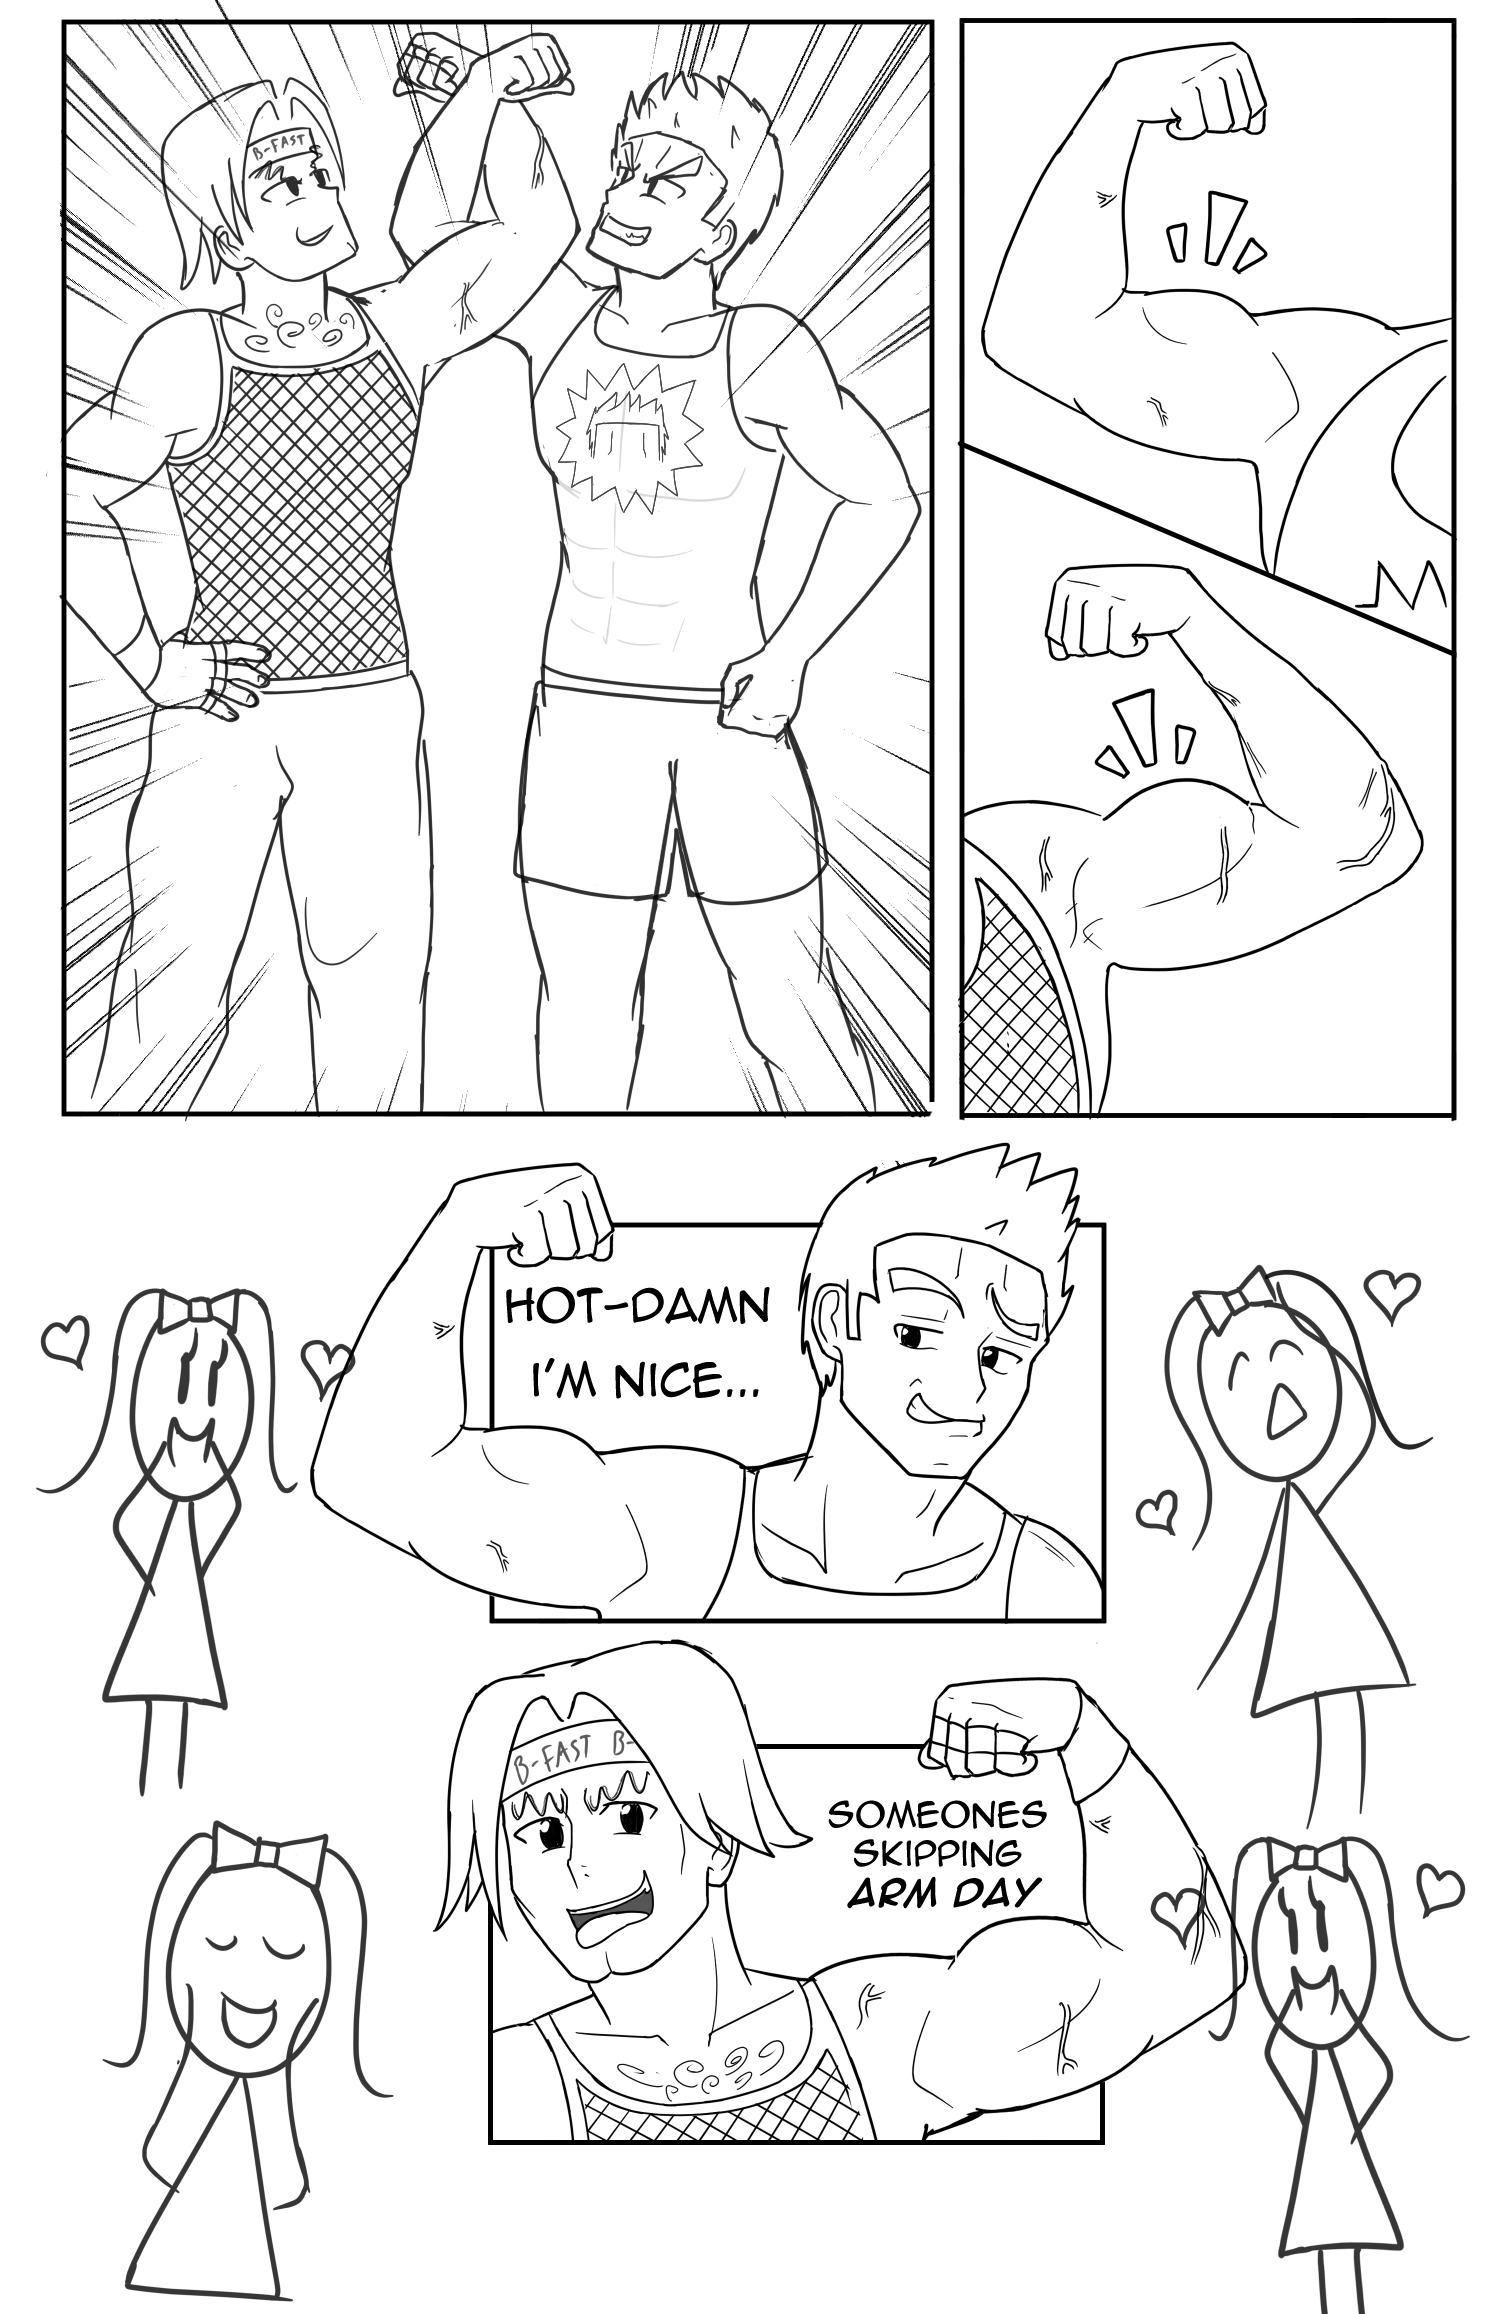 B-FAST
HOT-DAMN
I'M NICE...
B-FAST B-
SOMEONES
SKIPPING
ARM DAY